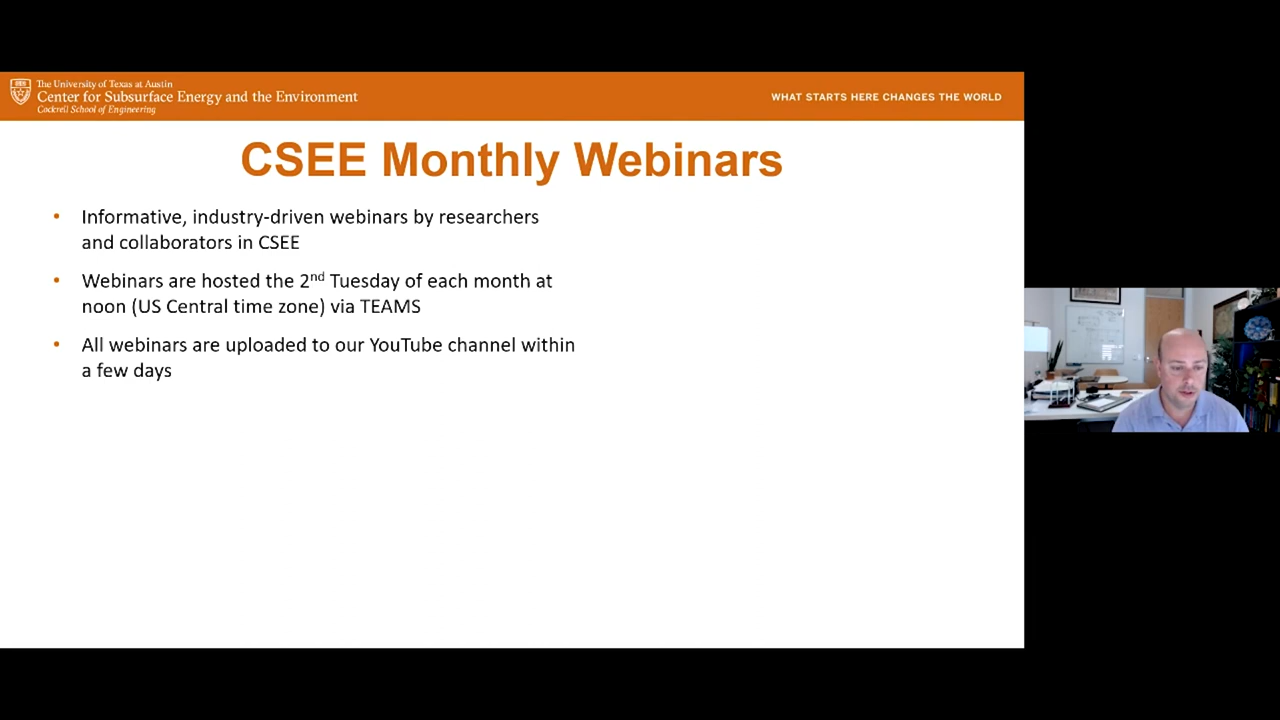 The University of Texas at Austin
Center for Subsurface Energy and the Environment
Cockrell School of Engineering
WHAT STARTS HERE CHANGES THE WORLD
CSEE Monthly Webinars
• Informative, industry-driven webinars by researchers
and collaborators in CSEE
• Webinars are hosted the 2nd Tuesday of each month at
noon (US Central time zone) via TEAMS
• All webinars are uploaded to our YouTube channel within
a few days